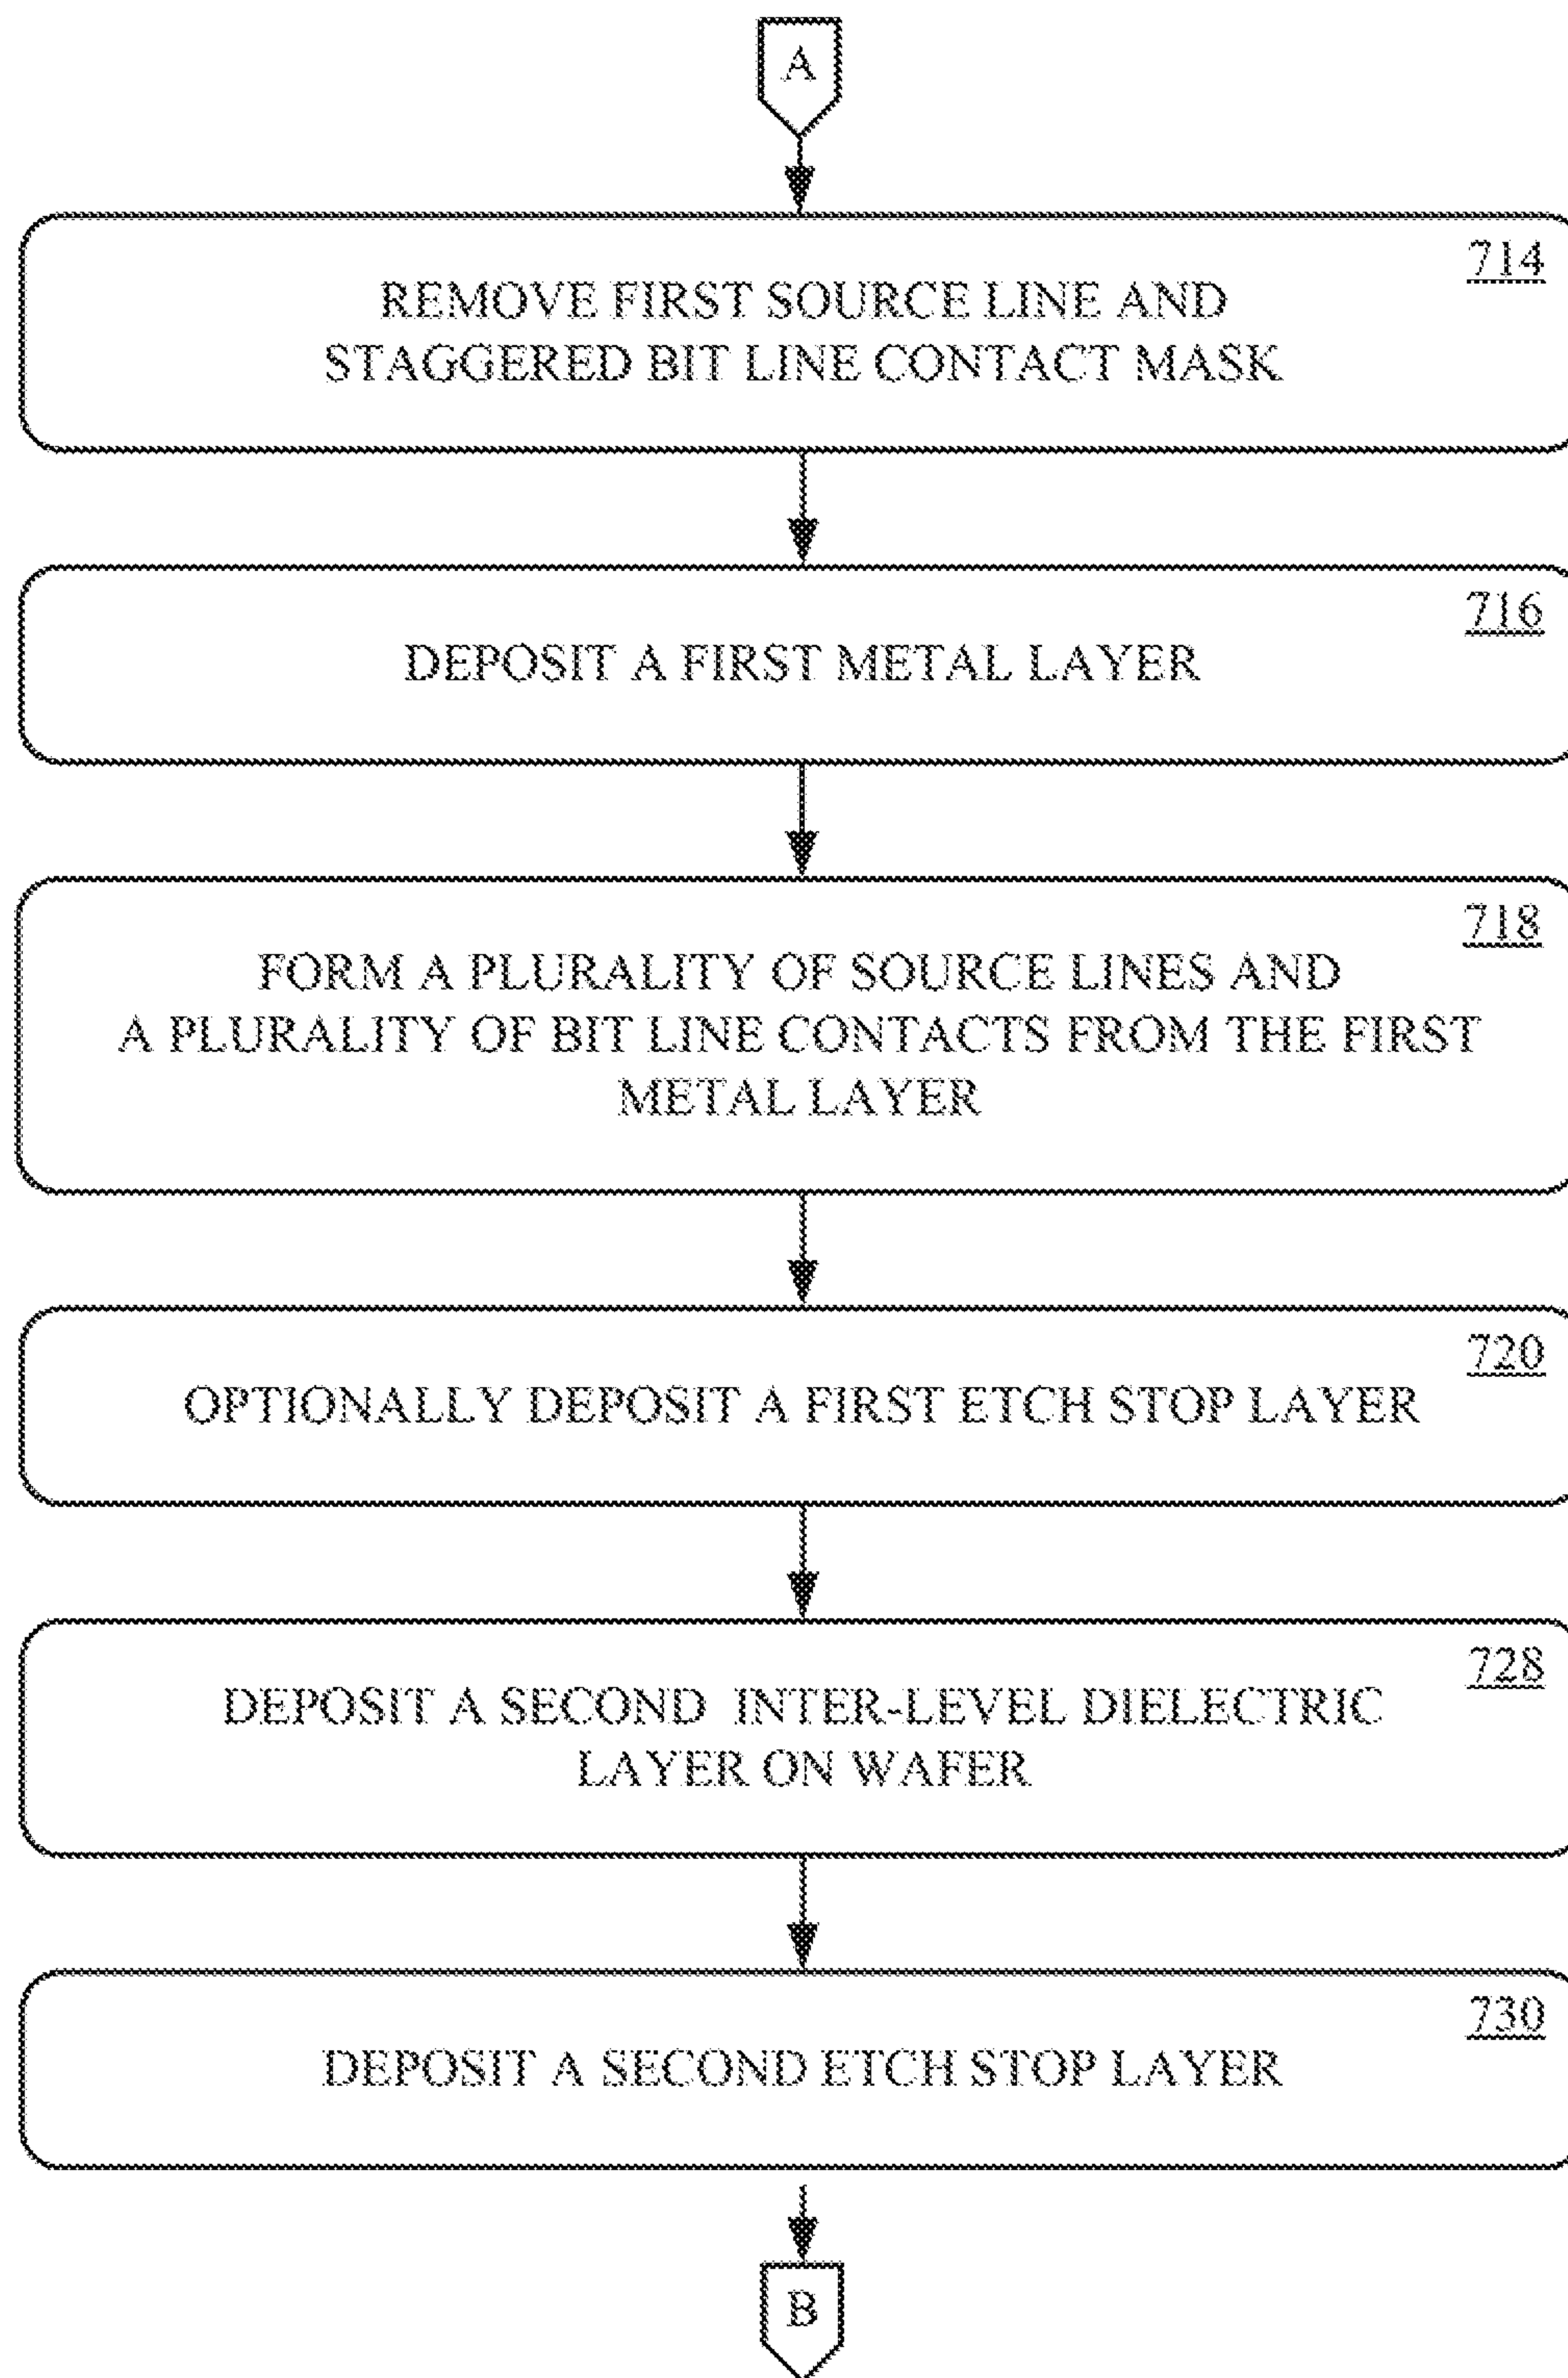 A
714
REMOVE FIRST SOURCE LINE AND
STAGGERED BIT LINE CONTACT MASK
716
DEPOSIT A FIRST METAL LAYER
718
FORM A PLURALITY OF SOURCE LINES AND
A PLURALITY OF BIT LINE CONTACTS FROM THE FIRST
METAL LAYER
720
OPTIONALLY DEPOSIT A FIRST ETCH STOP LAYER
728
DEPOSIT A SECOND INTER-LEVEL DIELECTRIC
LAYER ON WAFER
730
DEPOSIT A SECOND ETCH STOP LAYER
B